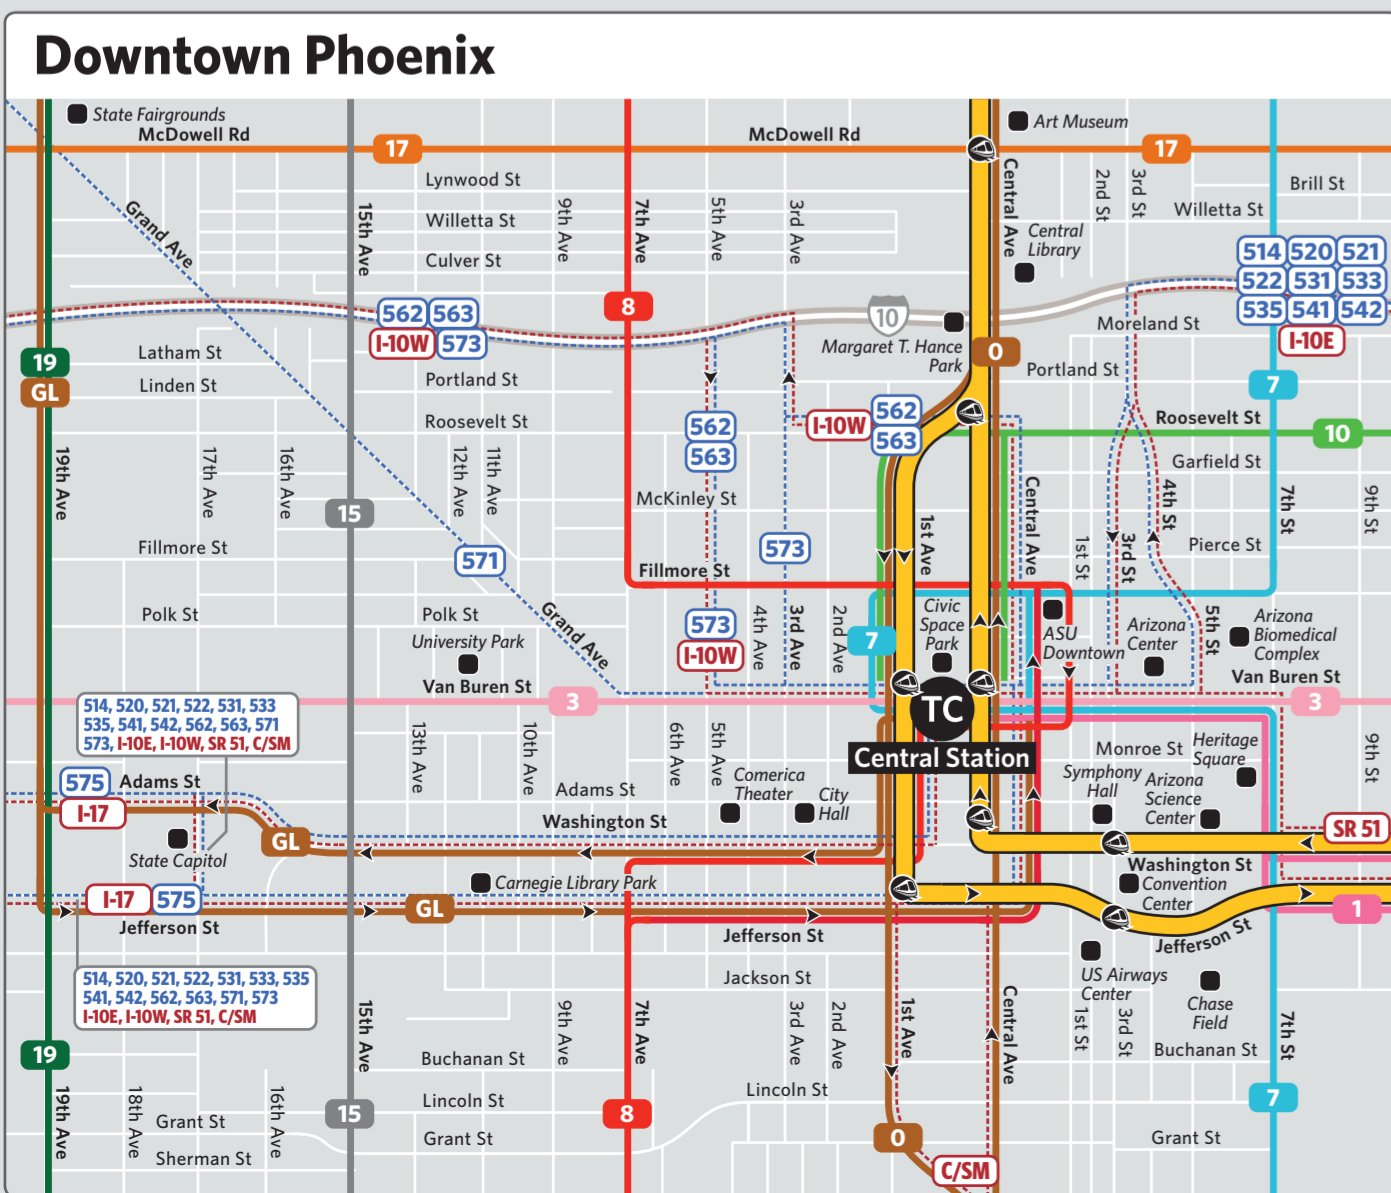 Downtown Phoenix
State Fairgrounds
McDowell Rd
McDowell Rd
Art Museum
17
17
Lynwood St
Willetta St
Culver St
Grand Ave
15th Ave
9th Ave
7th Ave
5th Ave
3rd Ave
Central Ave
2nd St
3rd St
Brill St
Willetta St
Central
Library
514 520 521
522 531 533
535 541 542
I-10E
562 563
I-10W 573
8
10
Margaret T. Hance
Park
0
Moreland St
Portland St
7
19
GL
Latham St
Linden St
Portland St
Roosevelt St
562
563
I-10W
562
563
Roosevelt St
10
Garfield St
19th Ave
17th Ave
16th Ave
15
12th Ave
11th Ave
McKinley St
1st Ave
Central Ave
4th St
7th St
9th St
Fillmore St
571
573
Fillmore St
1st St
3rd St
Pierce St
Polk St
Polk St
Grand Ave
University Park
Van Buren St
573
I-10W
4th Ave
3rd Ave
2nd Ave
7
Civic
Space
Park
ASU
Downtown
Arizona
Center
5th St
Arizona
Biomedical
Complex
Van Buren St
3
3
TC
Central Station
514, 520, 521, 522, 531, 533
535, 541, 542, 562, 563, 571
573, I-10E, I-10W, SR 51, C/SM
13th Ave
10th Ave
6th Ave
5th Ave
Monroe St
Heritage
Square
9th St
575
Adams St
I-17
Adams St
Washington St
Comerica
Theater
City
Hall
Symphony
Hall
Arizona
Science
Center
SR 51
State Capitol
GL
Washington St
Carnegie Library Park
Convention
Center
I-17 575
GL
1
Jefferson St
Jefferson St
Jefferson St
514, 520, 521, 522, 531, 533, 535
541, 542, 562, 563, 571, 573
I-10E, I-10W, SR 51, C/SM
Jackson St
US Airways
Center
Chase
Field
15th Ave
9th Ave
7th Ave
3rd Ave
2nd Ave
1st Ave
Central Ave
1st St
3rd St
7th St
19
Buchanan St
Buchanan St
19th Ave
18th Ave
16th Ave
15
Lincoln St
8
Lincoln St
7
Grant St
Grant St
0
Grant St
Sherman St
C/SM